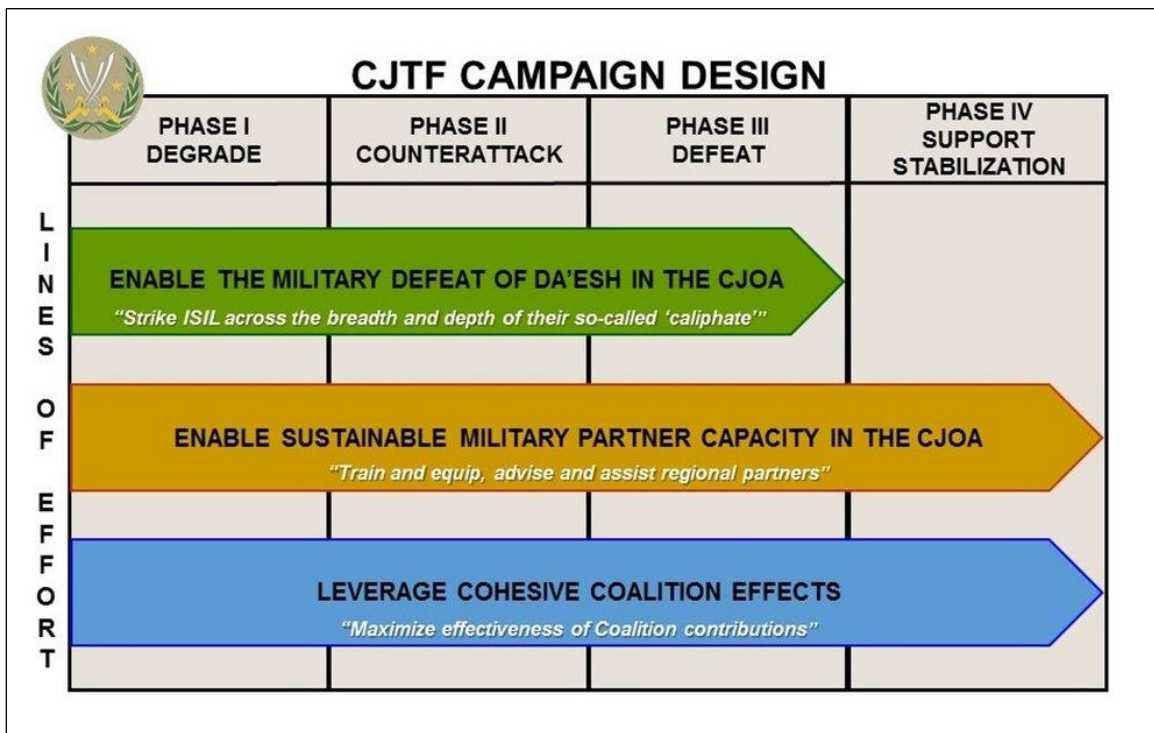 CJTF CAMPAIGN DESIGN
PHASE I
DEGRADE
PHASE II
COUNTERATTACK
PHASE III
DEFEAT
PHASE IV
SUPPORT
STABILIZATION
LINES OF EFFORT
ENABLE THE MILITARY DEFEAT OF DA’ESH IN THE CJOA
“Strike ISIL across the breadth and depth of their so-called ‘caliphate’”
ENABLE SUSTAINABLE MILITARY PARTNER CAPACITY IN THE CJOA
“Train and equip, advise and assist regional partners”
LEVERAGE COHESIVE COALITION EFFECTS
“Maximize effectiveness of Coalition contributions”